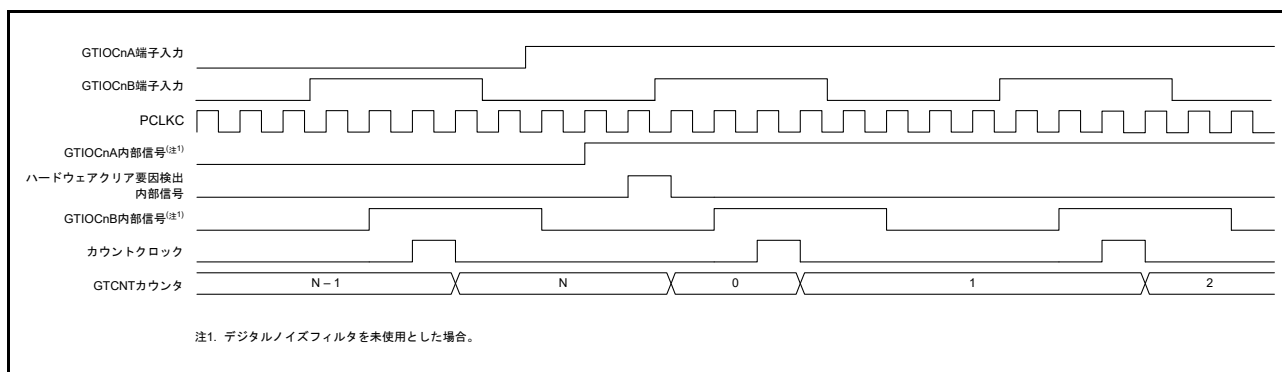 GTIOCnA端子入力
GTIOCnB端子入力
PCLKC
GTIOCnA内部信号(注1)
ハードウェアクリア要因検出
内部信号
GTIOCnB内部信号(注1)
カウントクロック
GTCNTカウンタ
N – 1
N
0
1
2
注1. デジタルノイズフィルタを未使用とした場合。